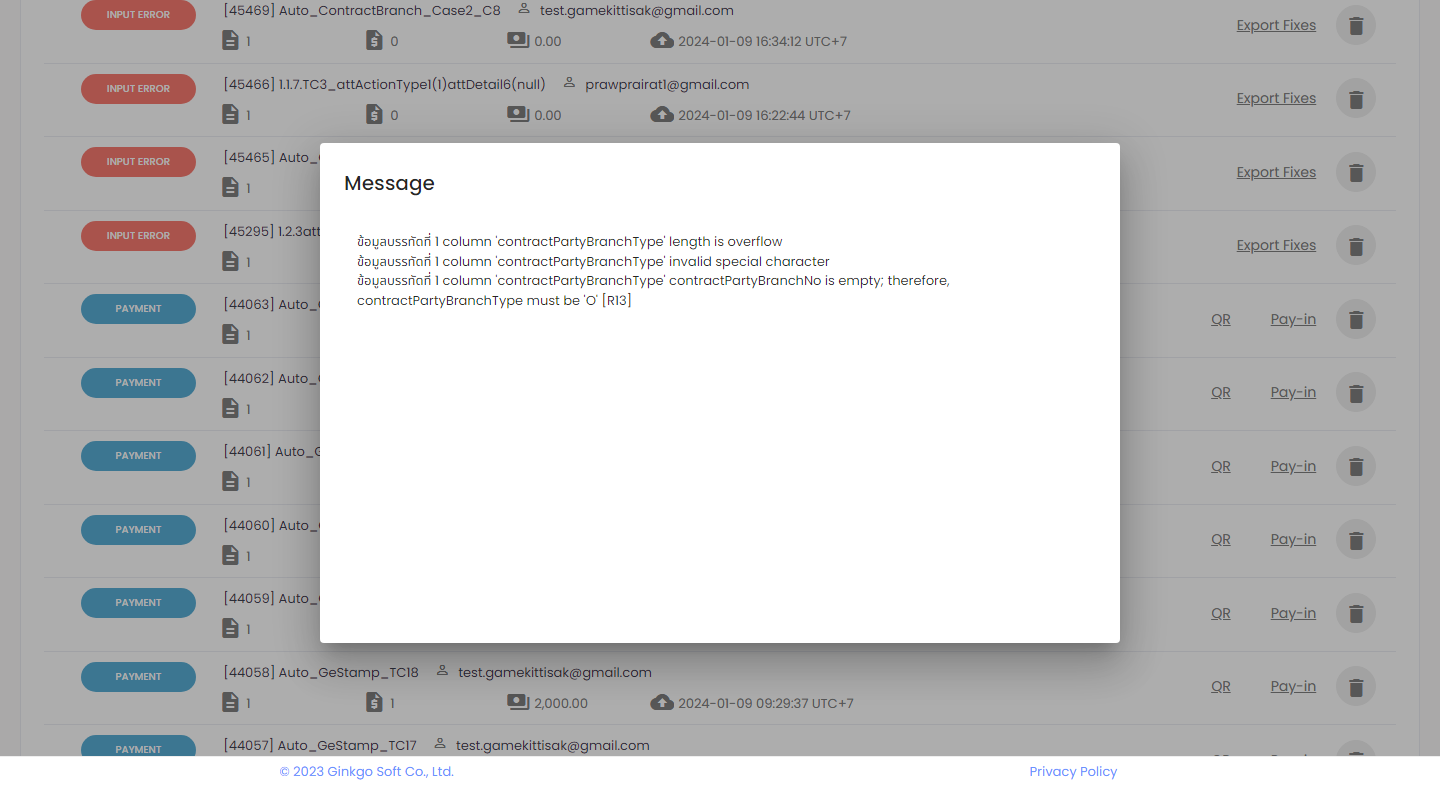 INPUT ERROR [45469] Auto_ContractBranch_Case2_C8 test.gamekittisak@gmail.com
1 0 0.00 2024-01-09 16:34:12 UTC+7 Export Fixes
INPUT ERROR [45466] 1.1.7.TC3_attActionType1(1)attDetail6(null) prawprairat1@gmail.com
1 0 0.00 2024-01-09 16:22:44 UTC+7 Export Fixes
INPUT ERROR [45465] Auto_
1 Export Fixes
INPUT ERROR [45295] 1.2.3att
1 Export Fixes
Message
ข้อมูลบรรทัดที่ 1 column 'contractPartyBranchType' length is overflow
ข้อมูลบรรทัดที่ 1 column 'contractPartyBranchType' invalid special character
ข้อมูลบรรทัดที่ 1 column 'contractPartyBranchType' contractPartyBranchNo is empty; therefore,
contractPartyBranchType must be 'O' [R13]
PAYMENT [44063] Auto_
1 QR Pay-in
PAYMENT [44062] Auto_
1 QR Pay-in
PAYMENT [44061] Auto_G
1 QR Pay-in
PAYMENT [44060] Auto_
1 QR Pay-in
PAYMENT [44059] Auto_
1 QR Pay-in
PAYMENT [44058] Auto_GeStamp_TC18 test.gamekittisak@gmail.com
1 1 2,000.00 2024-01-09 09:29:37 UTC+7 QR Pay-in
PAYMENT [44057] Auto_GeStamp_TC17 test.gamekittisak@gmail.com
© 2023 Ginkgo Soft Co., Ltd. Privacy Policy